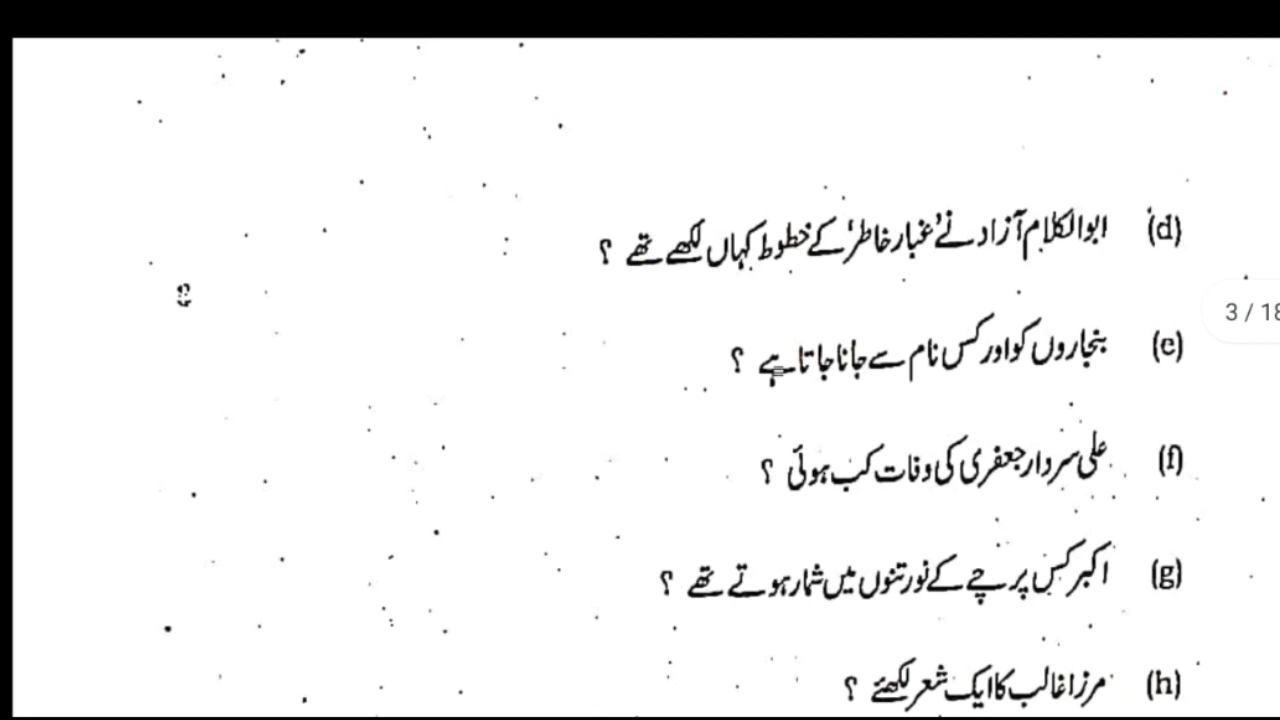 (d) ابوالکلام آزاد نے 'غبار خاطر' کے خطوط کہاں لکھے تھے ؟
(e) بنجاروں کو اور کس نام سے جانا جاتا ہے ؟
3 / 18
(f) علی سردار جعفری کی وفات کب ہوئی ؟
(g) اکبر کس پرچے کے نورتنوں میں شمار ہوتے تھے ؟
(h) مرزا غالب کا ایک شعر لکھئے ؟